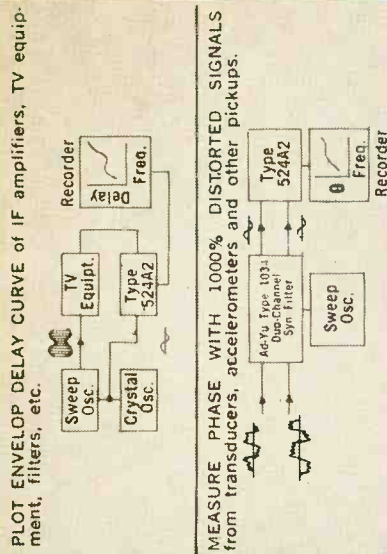 PLOT ENVELOP DELAY CURVE of IF amplifiers, TV equip-
ment, filters, etc.
Sweep
Osc.
TV
Equipt.
Recorder
Delay
Freq.
Crystal
Osc.
Type
524A2
MEASURE PHASE WITH 1000% DISTORTED SIGNALS
from transducers, accelerometers and other pickups.
Ad-Yu Type 1034
Duo-Channel
Syn Filter
Type
524A2
Sweep
Osc.
θ
Freq.
Recorder